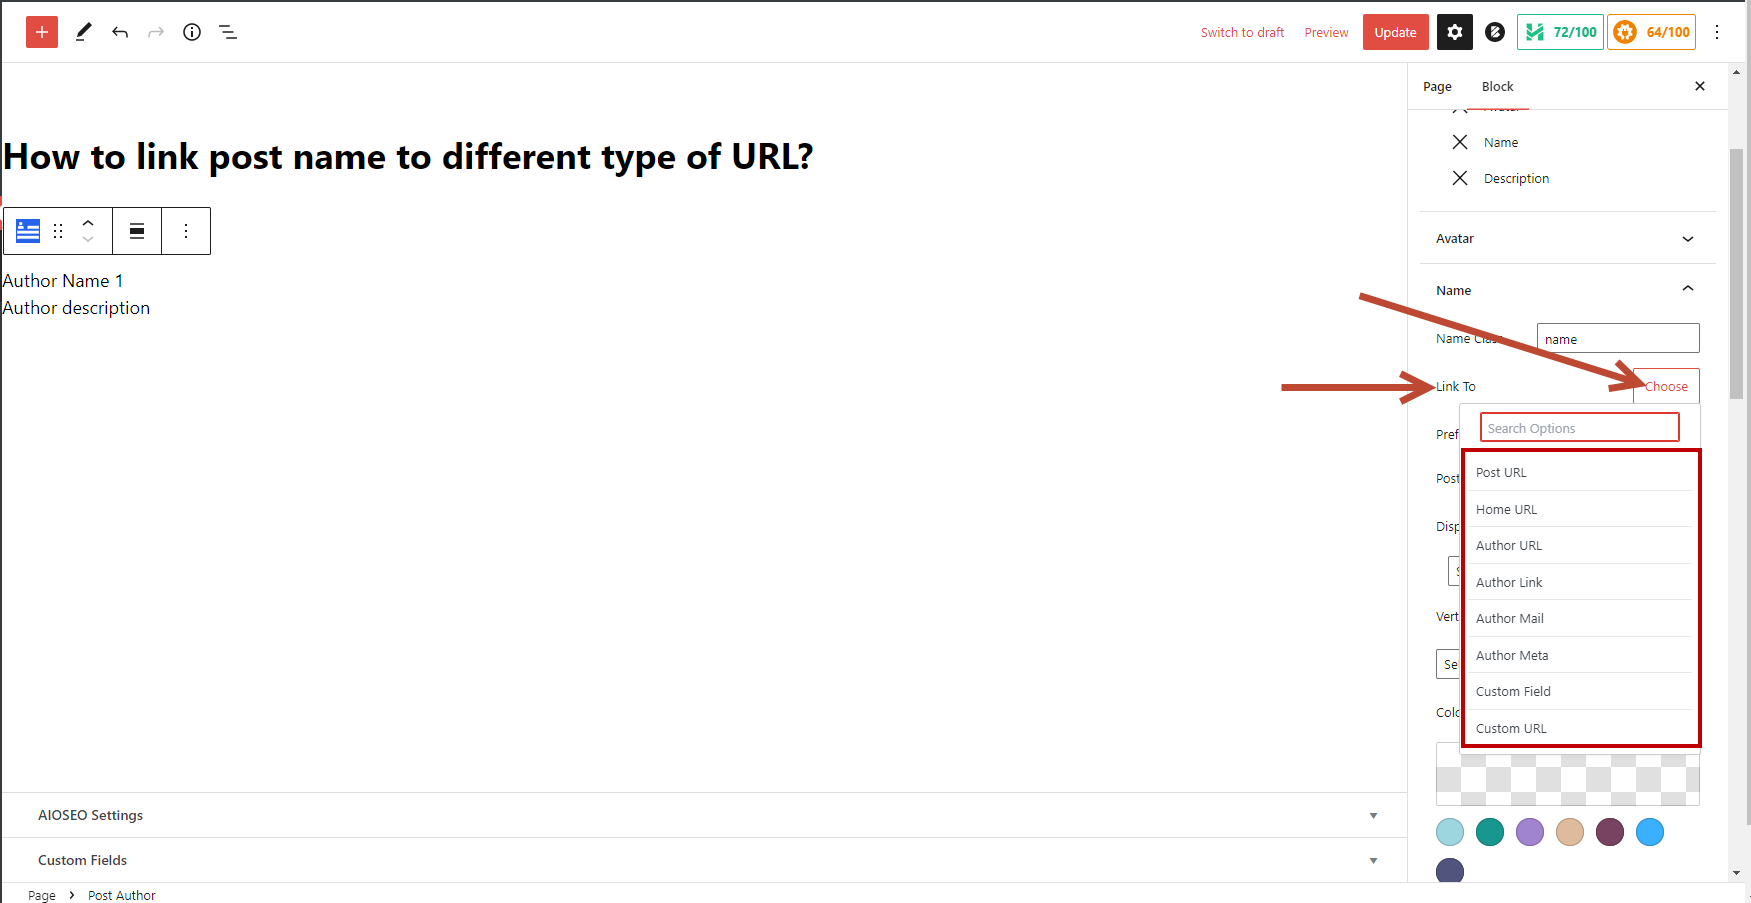 Switch to draft
Preview
Update
72/100
64/100
Page
Block
How to link post name to different type of URL?
Name
Description
Avatar
Name
Author Name 1
Author description
name
Link To
Choose
Search Options
Post URL
Home URL
Author URL
Author Link
Author Mail
Author Meta
Custom Field
Custom URL
AIOSEO Settings
Custom Fields
Page
Post Author